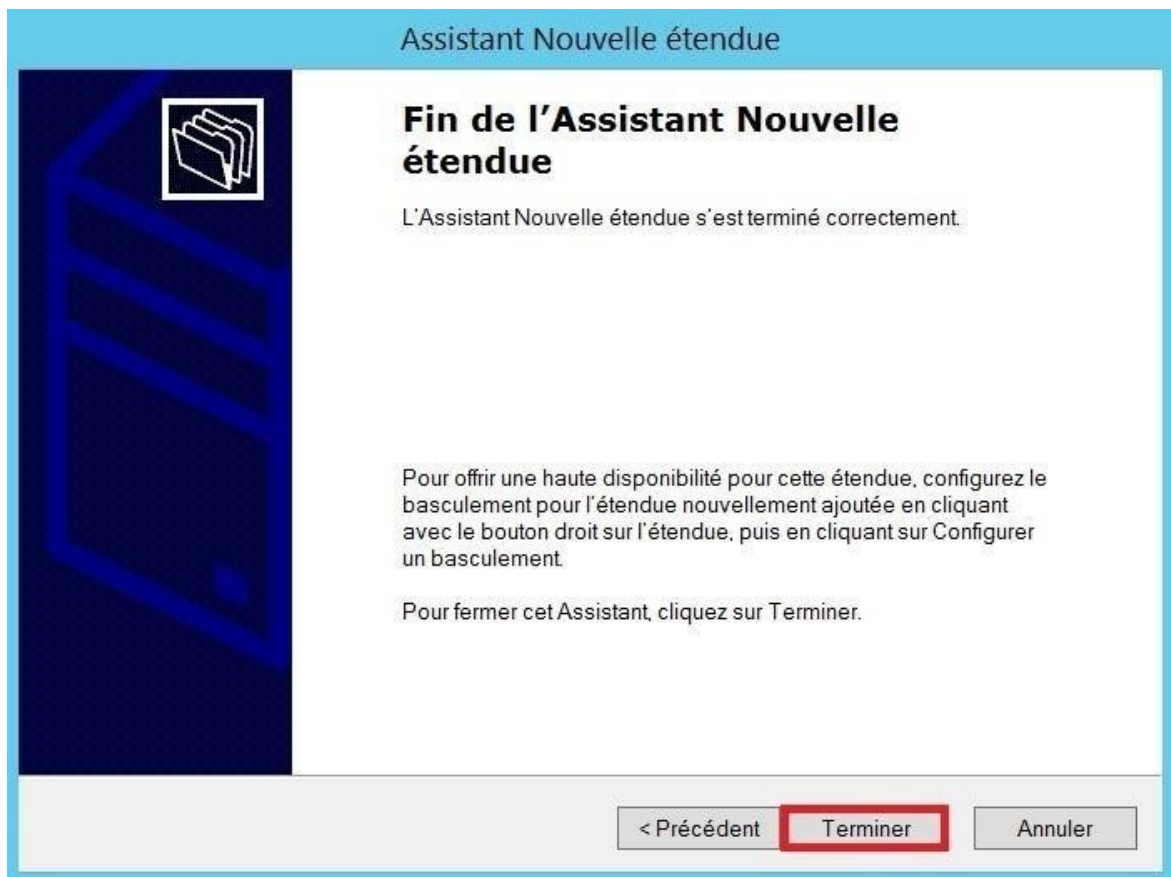 Assistant Nouvelle étendue
Fin de l’Assistant Nouvelle
étendue
L'Assistant Nouvelle étendue s'est terminé correctement.
Pour offrir une haute disponibilité pour cette étendue, configurez le
basculement pour l'étendue nouvellement ajoutée en cliquant
avec le bouton droit sur l'étendue, puis en cliquant sur Configurer
un basculement.
Pour fermer cet Assistant, cliquez sur Terminer.
< Précédent Terminer Annuler